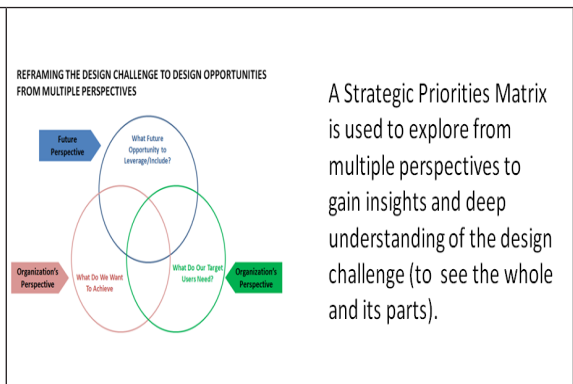 REFRAMING THE DESIGN CHALLENGE TO DESIGN OPPORTUNITIES
FROM MULTIPLE PERSPECTIVES
Future
Perspective
What Future
Opportunity to
Leverage/Include?
Organization's
Perspective
What Do We Want
To Achieve
What Do Our Target
Users Need?
Organization's
Perspective
A Strategic Priorities Matrix
is used to explore from
multiple perspectives to
gain insights and deep
understanding of the design
challenge (to see the whole
and its parts).